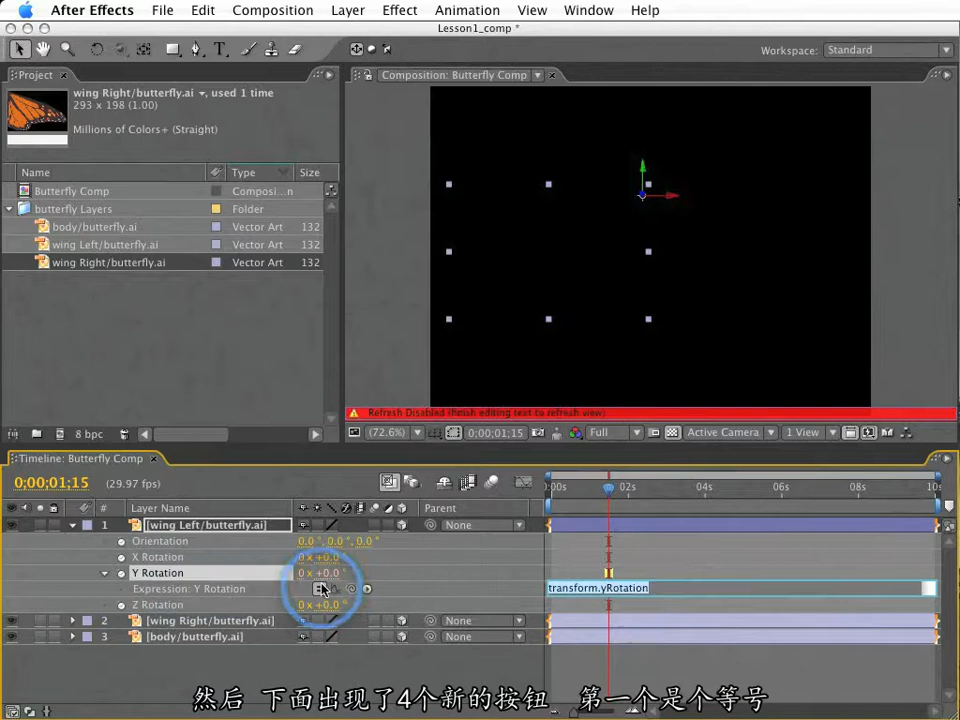 After Effects File Edit Composition Layer Effect Animation View Window Help
Lesson1_comp *
Workspace: Standard
Project
Composition: Butterfly Comp
wing Right/butterfly.ai , used 1 time
293 x 198 (1.00)
Millions of Colors+ (Straight)
Name Type Size
Butterfly Comp Composi...n
butterfly Layers Folder
body/butterfly.ai Vector Art 132
wing Left/butterfly.ai Vector Art 132
wing Right/butterfly.ai Vector Art 132
Refresh Disabled (finish editing text to refresh view)
8 bpc (72.6%) 0;00;01;15 Full Active Camera 1 View
Timeline: Butterfly Comp
0;00;01;15 (29.97 fps)
:00s 02s 04s 06s 08s 10s
# Layer Name Parent
1 [wing Left/butterfly.ai] None
Orientation 0.0°, 0.0°, 0.0°
X Rotation 0 x +0.0°
Y Rotation 0 x +0.0°
Expression: Y Rotation transform.yRotation
Z Rotation 0 x +0.0°
2 [wing Right/butterfly.ai] None
3 [body/butterfly.ai] None
然后 下面出现了4个新的按钮 第一个是个等号